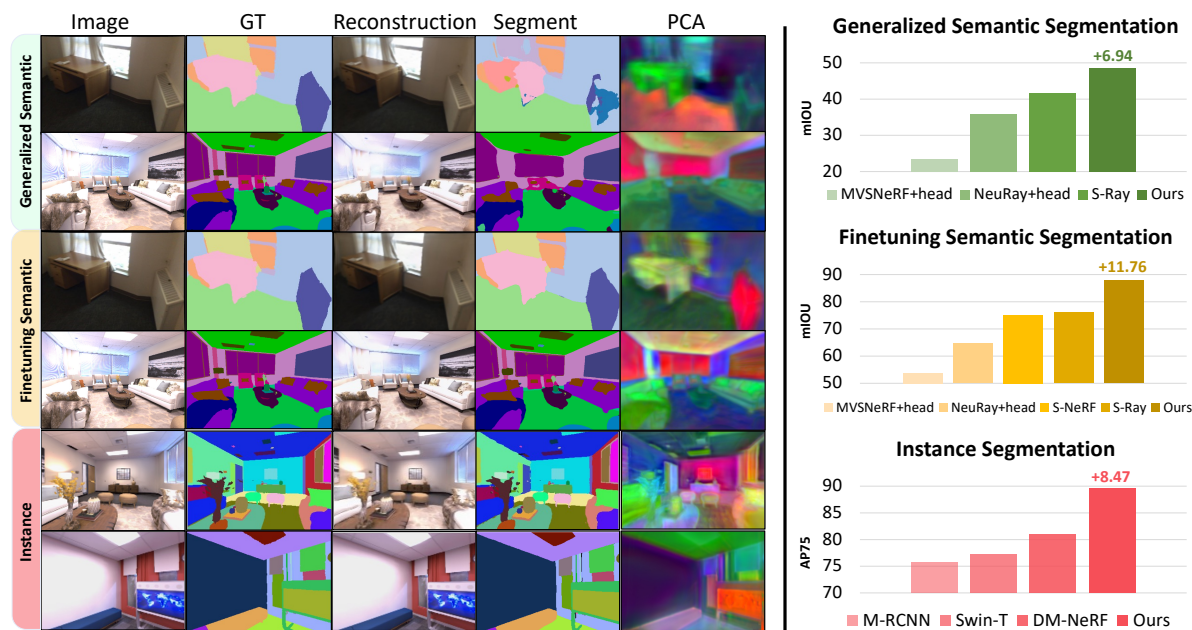 Image GT Reconstruction Segment PCA
Generalized Semantic
Finetuning Semantic
Instance
Generalized Semantic Segmentation
+6.94
50
40
30
20
mIOU
MVSNeRF+head NeuRay+head S-Ray Ours
Finetuning Semantic Segmentation
+11.76
90
80
70
60
50
mIOU
MVSNeRF+head NeuRay+head S-NeRF S-Ray Ours
Instance Segmentation
+8.47
90
85
80
75
70
AP75
M-RCNN Swin-T DM-NeRF Ours